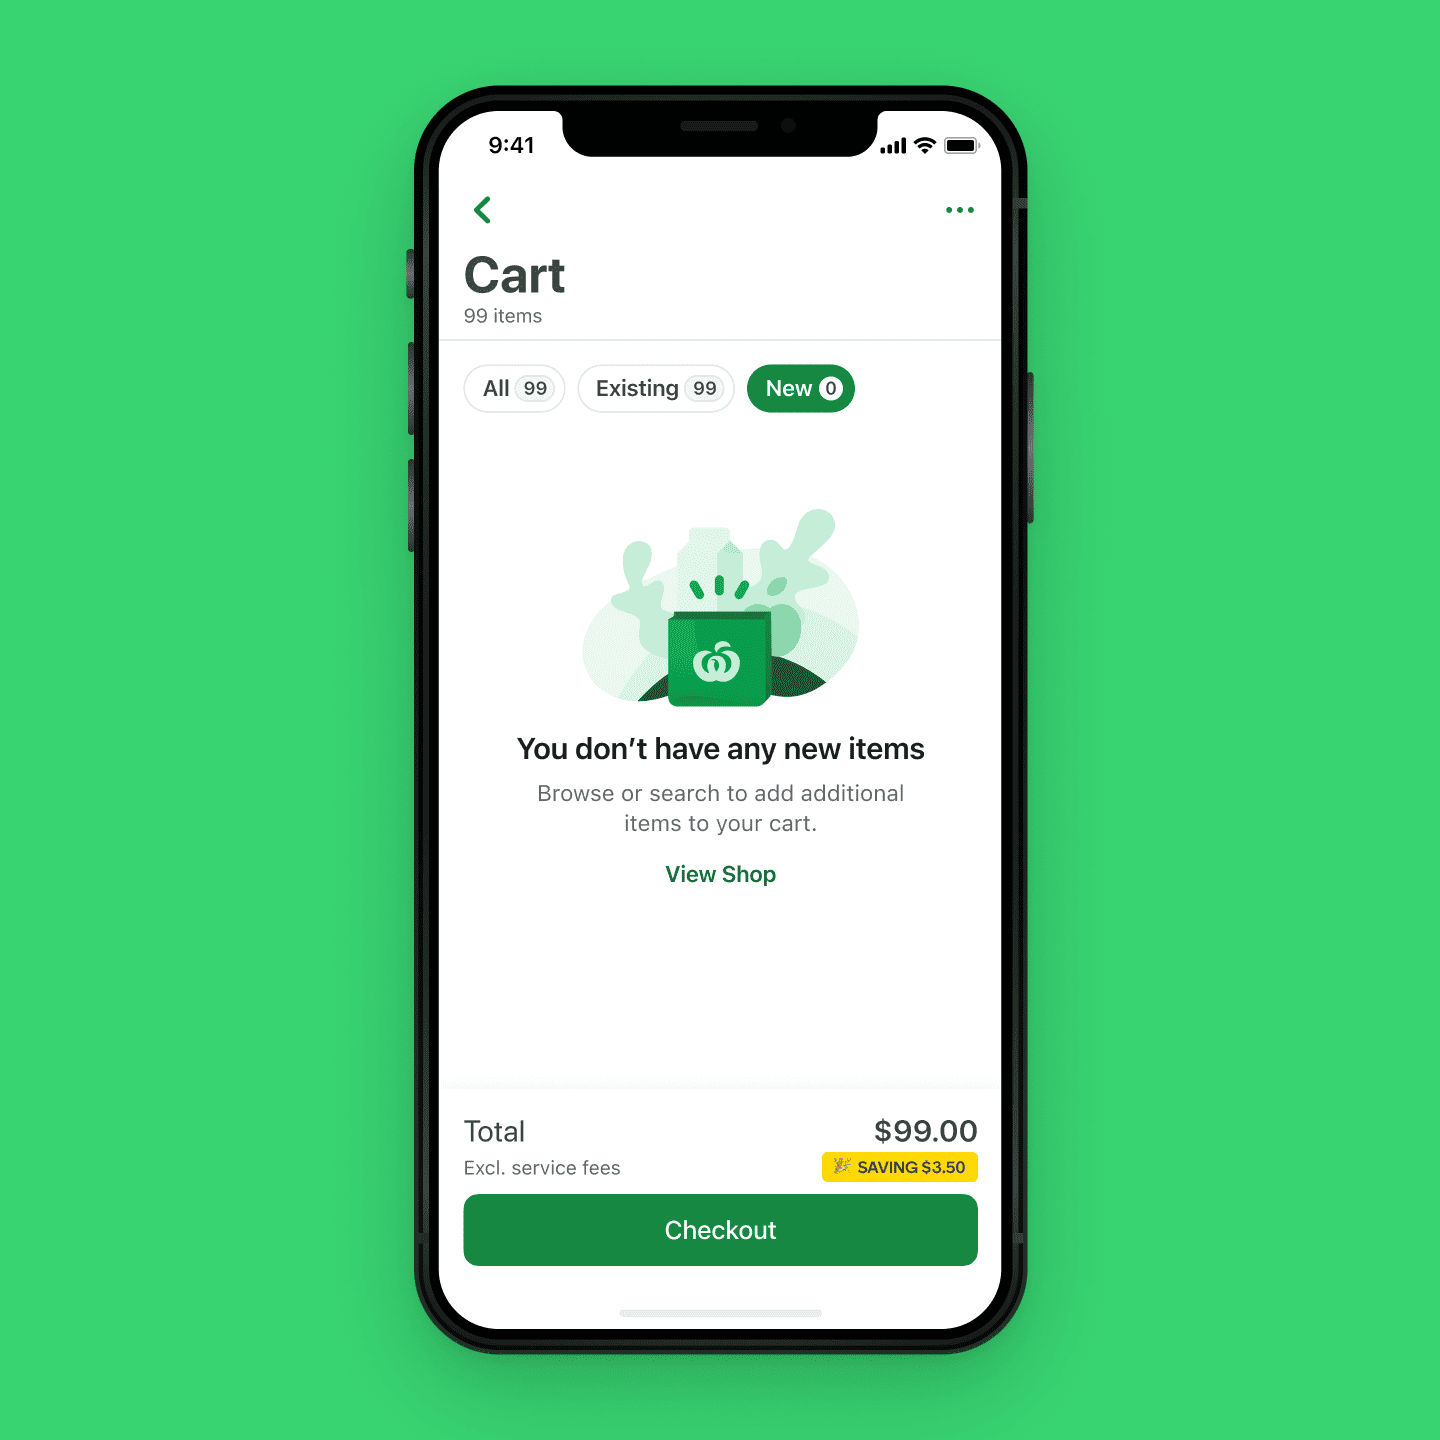 9:41
Cart
99 items
All 99 Existing 99 New 0
You don’t have any new items
Browse or search to add additional
items to your cart.
View Shop
Total $99.00
Excl. service fees SAVING $3.50
Checkout